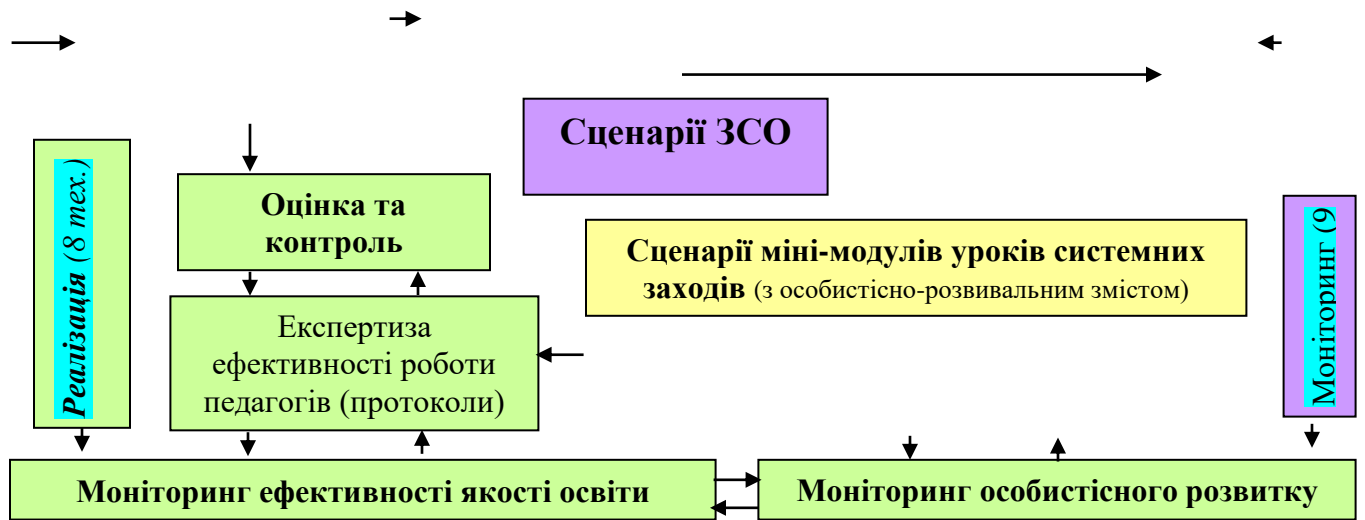 Сценарії ЗСО
Реалізація (8 тех.)
Оцінка та
контроль
Сценарії міні-модулів уроків системних
заходів (з особистісно-розвивальним змістом)
Моніторинг (9
Експертиза
ефективності роботи
педагогів (протоколи)
Моніторинг ефективності якості освіти
Моніторинг особистісного розвитку